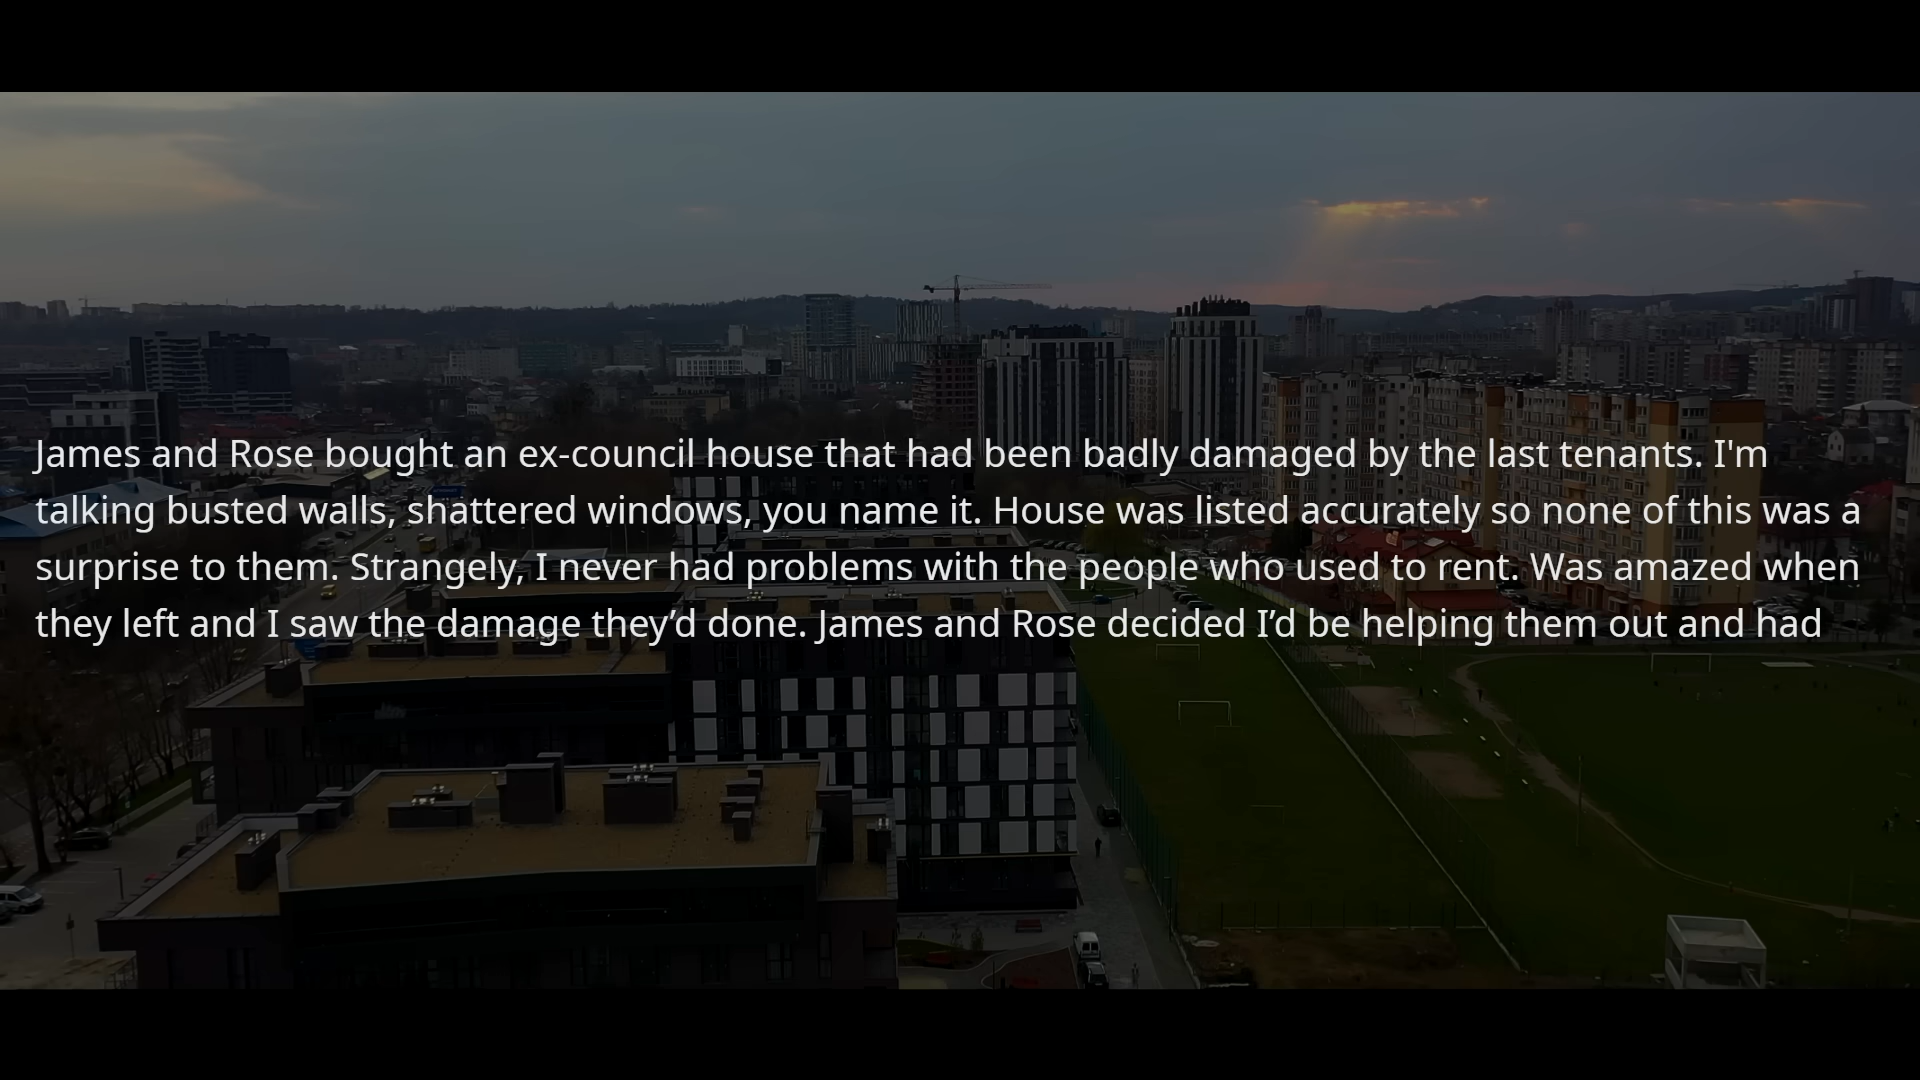 James and Rose bought an ex-council house that had been badly damaged by the last tenants. I'm
talking busted walls, shattered windows, you name it. House was listed accurately so none of this was a
surprise to them. Strangely, I never had problems with the people who used to rent. Was amazed when
they left and I saw the damage they’d done. James and Rose decided I’d be helping them out and had